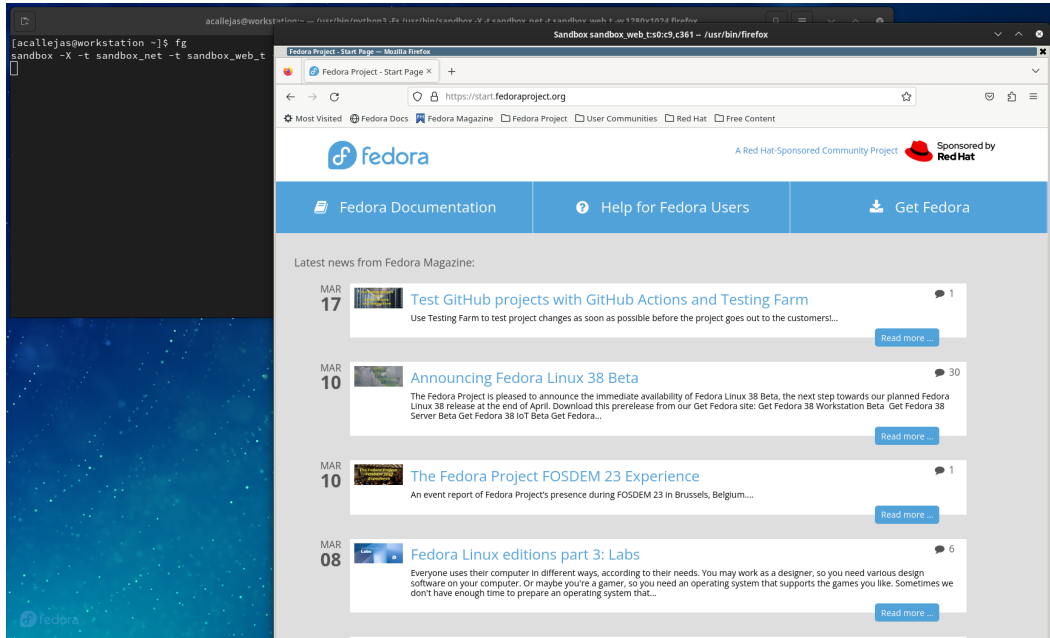 acallejas@workstation:~ — /usr/bin/python3 -Es /usr/bin/sandbox -X -t sandbox_net -t sandbox_web_t -w 1280x1024 firefox
[acallejas@workstation ~]$ fg
sandbox -X -t sandbox_net -t sandbox_web_t
Sandbox sandbox_web_t:s0:c9,c361 -- /usr/bin/firefox
Fedora Project - Start Page — Mozilla Firefox
Fedora Project - Start Page
https://start.fedoraproject.org
Most Visited Fedora Docs Fedora Magazine Fedora Project User Communities Red Hat Free Content
fedora
A Red Hat-Sponsored Community Project
Sponsored by
Red Hat
Fedora Documentation
Help for Fedora Users
Get Fedora
Latest news from Fedora Magazine:
MAR
17
Test GitHub projects with GitHub Actions and Testing Farm
1
Use Testing Farm to test project changes as soon as possible before the project goes out to the customers!...
Read more ...
MAR
10
Announcing Fedora Linux 38 Beta
30
The Fedora Project is pleased to announce the immediate availability of Fedora Linux 38 Beta, the next step towards our planned Fedora
Linux 38 release at the end of April. Download this prerelease from our Get Fedora site: Get Fedora 38 Workstation Beta Get Fedora 38
Server Beta Get Fedora 38 IoT Beta Get Fedora...
Read more ...
MAR
10
The Fedora Project FOSDEM 23 Experience
1
An event report of Fedora Project's presence during FOSDEM 23 in Brussels, Belgium....
Read more ...
MAR
08
Labs
Fedora Linux editions part 3: Labs
6
Everyone uses their computer in different ways, according to their needs. You may work as a designer, so you need various design
software on your computer. Or maybe you're a gamer, so you need an operating system that supports the games you like. Sometimes we
don't have enough time to prepare an operating system that...
Read more ...
fedora